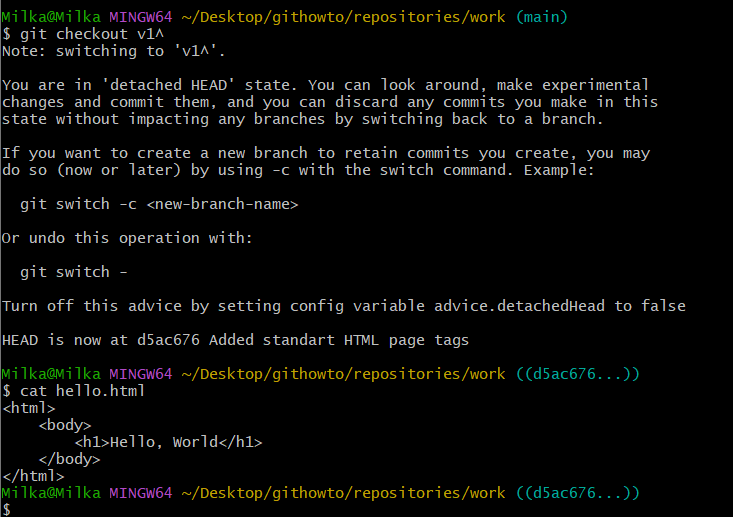 Milka@Milka MINGW64 ~/Desktop/githowto/repositories/work (main)
$ git checkout v1^
Note: switching to 'v1^'.

You are in 'detached HEAD' state. You can look around, make experimental
changes and commit them, and you can discard any commits you make in this
state without impacting any branches by switching back to a branch.

If you want to create a new branch to retain commits you create, you may
do so (now or later) by using -c with the switch command. Example:

  git switch -c <new-branch-name>

Or undo this operation with:

  git switch -

Turn off this advice by setting config variable advice.detachedHead to false

HEAD is now at d5ac676 Added standart HTML page tags

Milka@Milka MINGW64 ~/Desktop/githowto/repositories/work ((d5ac676...))
$ cat hello.html
<html>
    <body>
        <h1>Hello, World</h1>
    </body>
</html>
Milka@Milka MINGW64 ~/Desktop/githowto/repositories/work ((d5ac676...))
$